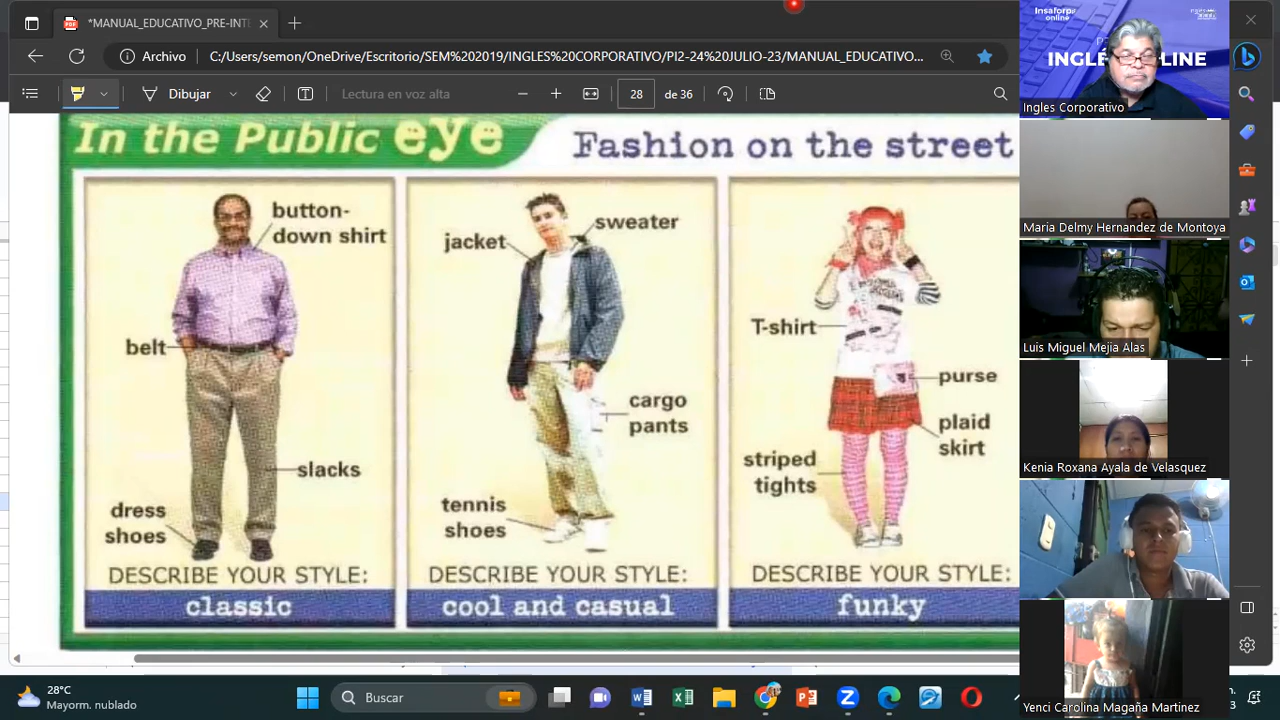 *MANUAL_EDUCATIVO_PRE-INT
Archivo
C:/Users/semon/OneDrive
INGLES%20CORPORATIVO/PI2-24%20JULIO-23/MANUAL_EDUCATIVO...
Dibujar
Lectura en voz alta
28
de 36
In the Public eye
Fashion on the street
button-
down shirt
belt
slacks
dress
shoes
DESCRIBE YOUR STYLE:
classic
sweater
jacket
cargo
pants
tennis
shoes
DESCRIBE YOUR STYLE:
cool and casual
T-shirt
purse
plaid
skirt
striped
tights
DESCRIBE YOUR STYLE:
funky
Insaforp
online
Ingles Corporativo
Maria Delmy Hernandez de Montoya
Luis Miguel Mejia Alas
Kenia Roxana Ayala de Velasquez
Yenci Carolina Magaña Martinez
28°C
Mayorm. nublado
Buscar